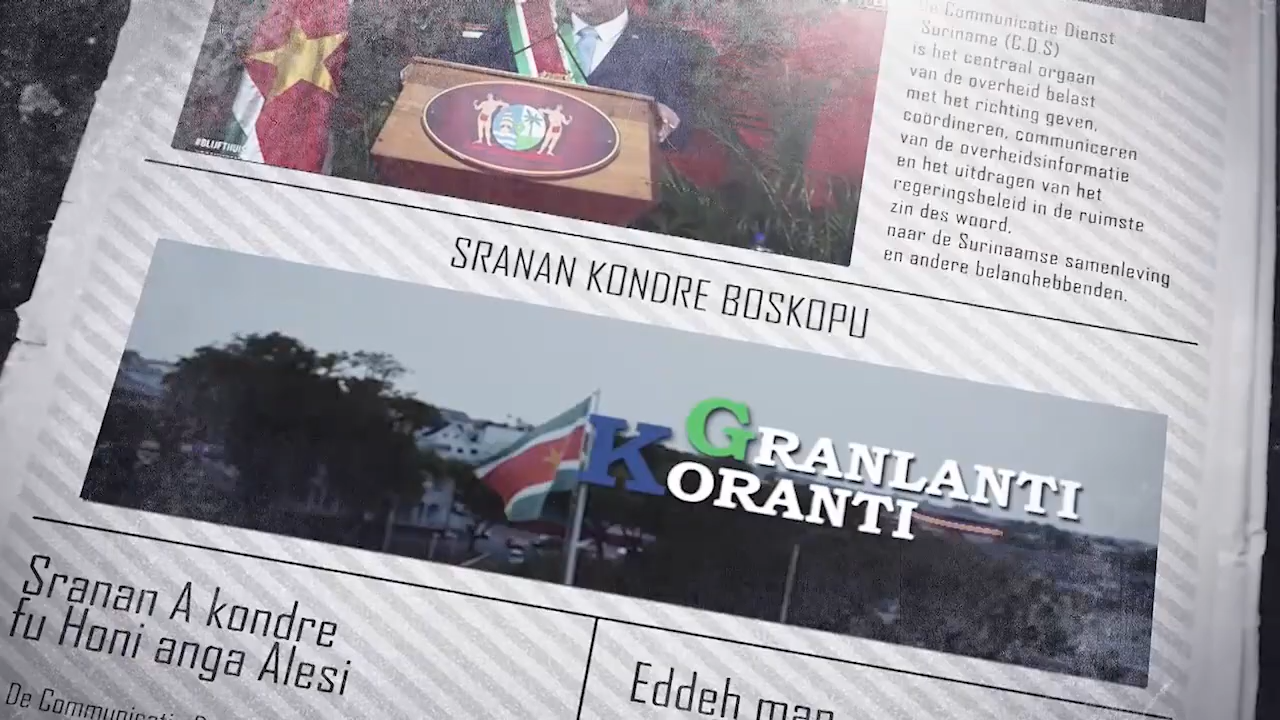 #BLIJFTHUIS
De Communicatie Dienst
Suriname (C.D.S)
is het centraal orgaan
van de overheid belast
met het richting geven,
coördineren, communiceren
van de overheidsinformatie
en het uitdragen van het
regeringsbeleid in de ruimste
zin des woord.
naar de Surinaamse samenleving
en andere belanghebbenden.
SRANAN KONDRE BOSKOPU
GRANLANTI
KORANTI
Sranan A kondre
fu Honi anga Alesi
De Communicatie
Eddeh man